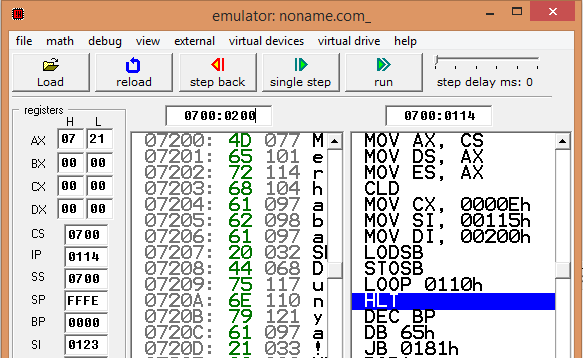 emulator: noname.com_
file math debug view external virtual devices virtual drive help
Load reload step back single step run step delay ms: 0
registers
H L
AX 07 21
BX 00 00
CX 00 00
DX 00 00
CS 0700
IP 0114
SS 0700
SP FFFE
BP 0000
SI 0123
0700:0200
07200: 4D 077 M
07201: 65 101 e
07202: 72 114 r
07203: 68 104 h
07204: 61 097 a
07205: 62 098 b
07206: 61 097 a
07207: 20 032
07208: 44 068 D
07209: 75 117 u
0720A: 6E 110 n
0720B: 79 121 y
0720C: 61 097 a
0720D: 21 033 !
0700:0114
MOV AX, CS
MOV DS, AX
MOV ES, AX
CLD
MOV CX, 0000Eh
MOV SI, 00115h
MOV DI, 00200h
LODSB
STOSB
LOOP 0110h
HLT
DEC BP
DB 65h
JB 0181h